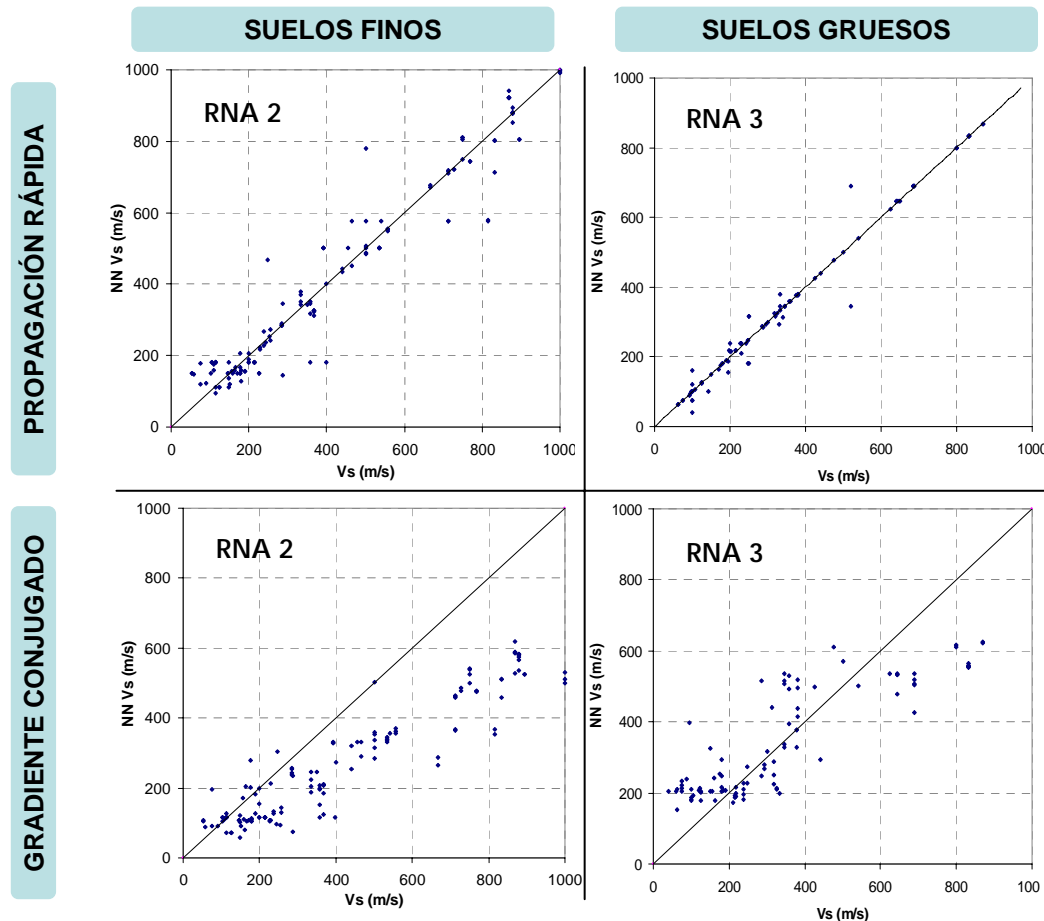 SUELOS FINOS
SUELOS GRUESOS
PROPAGACIÓN RÁPIDA
GRADIENTE CONJUGADO
RNA 2
NN Vs (m/s)
1000
800
600
400
200
0
0 200 400 600 800 1000
Vs (m/s)
RNA 3
NN Vs (m/s)
1000
800
600
400
200
0
0 200 400 600 800 1000
Vs (m/s)
RNA 2
NN Vs (m/s)
1000
800
600
400
200
0
0 200 400 600 800 1000
RNA 3
NN Vs (m/s)
1000
800
600
400
200
0
0 200 400 600 800 1000
Vs (m/s)